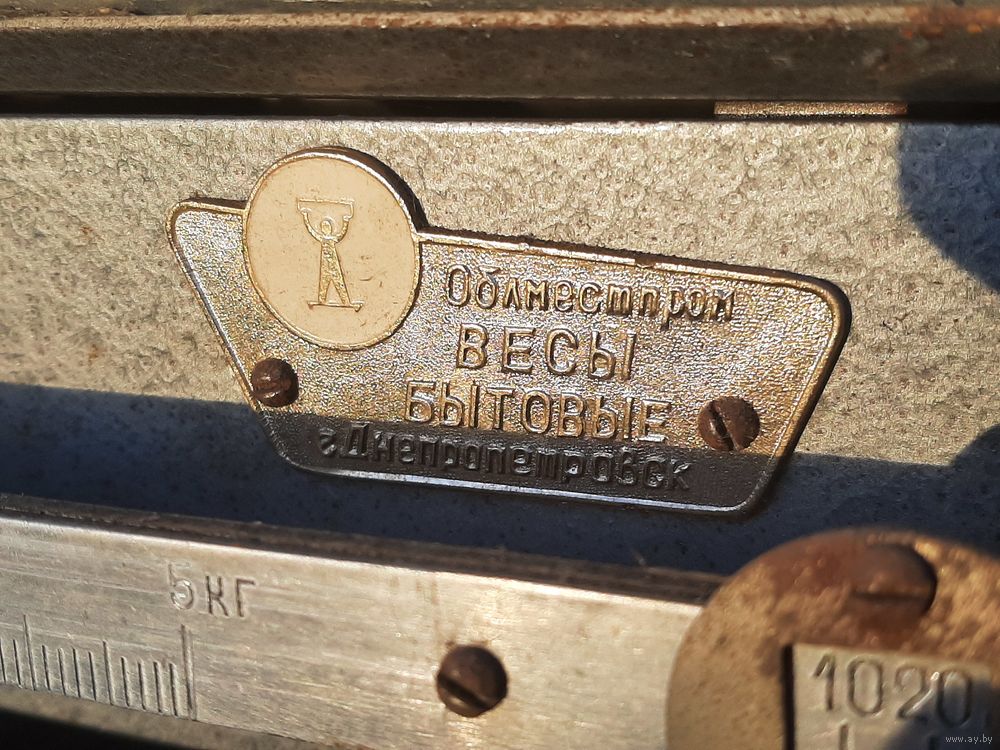 Облместпром
ВЕСЫ
БЫТОВЫЕ
г.Днепропетровск
5 кг
1020
www.ay.by